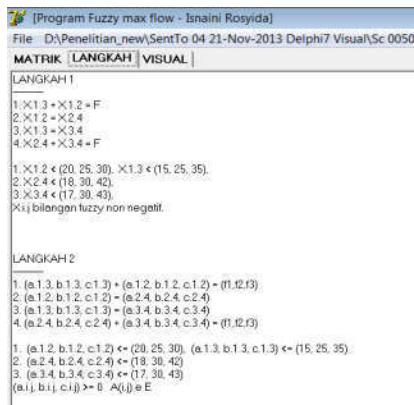 [Program Fuzzy max flow - Isnaini Rosyida]
File D:\Penelitian_new\SentTo 04 21-Nov-2013 Delphi7 Visual\Sc 0050
MATRIK LANGKAH VISUAL
LANGKAH 1
1. X1.3 + X1.2 = F
2. X1.2 = X2.4
3. X1.3 = X3.4
4. X2.4 + X3.4 = F
1. X1.2 < (20, 25, 30), X1.3 < (15, 25, 35),
2. X2.4 < (18, 30, 42),
3. X3.4 < (17, 30, 43),
Xi.j bilangan fuzzy non negatif.
LANGKAH 2
1. (a.1.3, b.1.3, c.1.3) + (a.1.2, b.1.2, c.1.2) = (f1,f2,f3)
2. (a.1.2, b.1.2, c.1.2) = (a.2.4, b.2.4, c.2.4)
3. (a.1.3, b.1.3, c.1.3) = (a.3.4, b.3.4, c.3.4)
4. (a.2.4, b.2.4, c.2.4) + (a.3.4, b.3.4, c.3.4) = (f1,f2,f3)
1. (a.1.2, b.1.2, c.1.2) <= (20, 25, 30), (a.1.3, b.1.3, c.1.3) <= (15, 25, 35)
2. (a.2.4, b.2.4, c.2.4) <= (18, 30, 42)
3. (a.3.4, b.3.4, c.3.4) <= (17, 30, 43)
(a.i.j, b.i.j, c.i.j) >= 0 A(i,j) e E